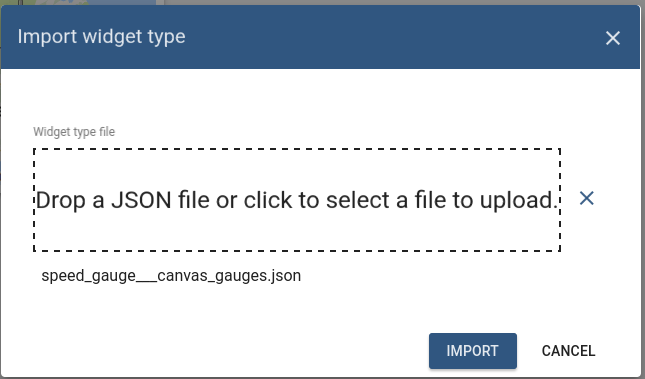 Import widget type
Widget type file
Drop a JSON file or click to select a file to upload.
speed_gauge___canvas_gauges.json
IMPORT CANCEL